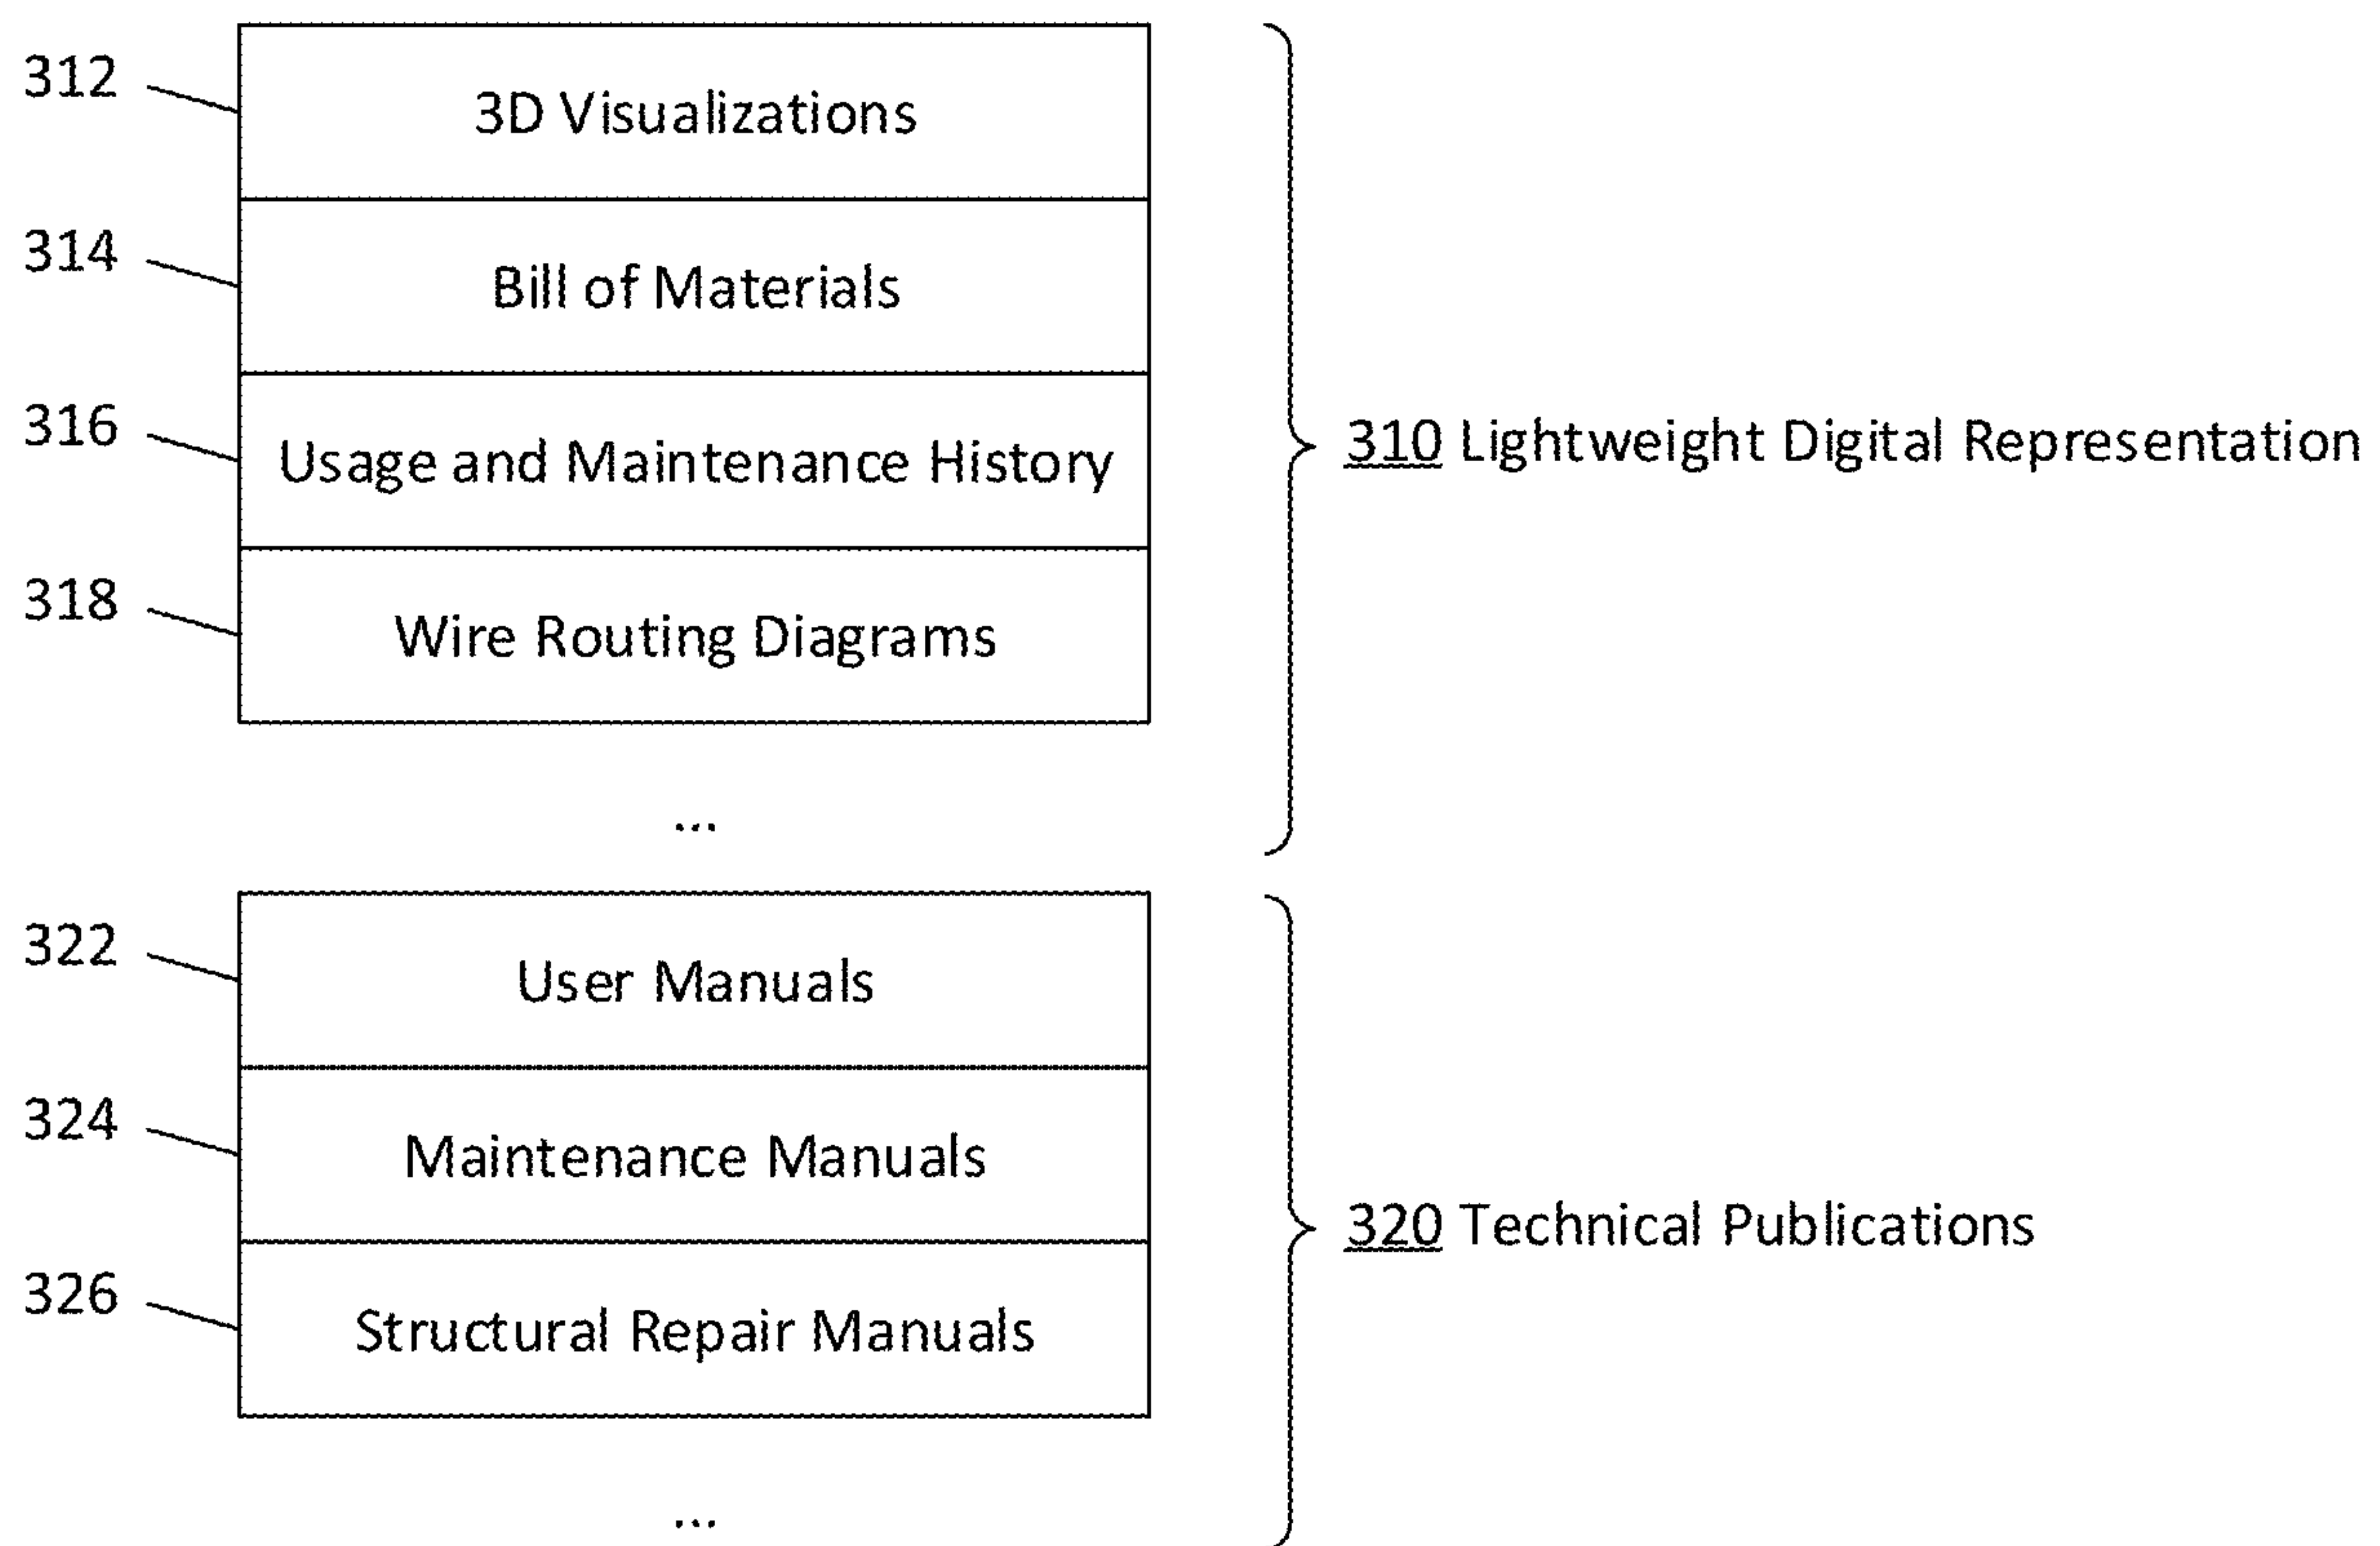 312
3D Visualizations
314
Bill of Materials
316
Usage and Maintenance History
310 Lightweight Digital Representation
318
Wire Routing Diagrams
...
322
User Manuals
324
Maintenance Manuals
320 Technical Publications
326
Structural Repair Manuals
...